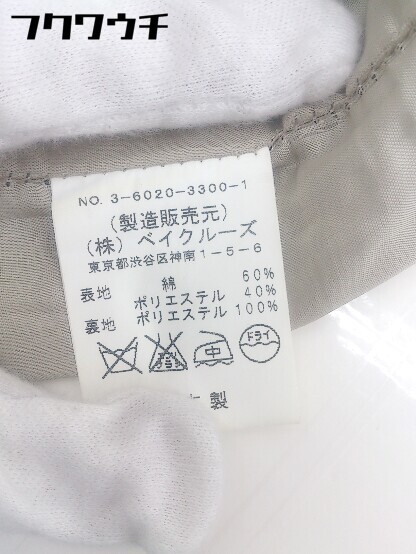 フクワウチ
NO. 3-6020-3300-1
(製造販売元)
(株) ベイクルーズ
東京都渋谷区神南1-5-6
表地 綿 60%
ポリエステル 40%
裏地 ポリエステル 100%
中 ドライ
製